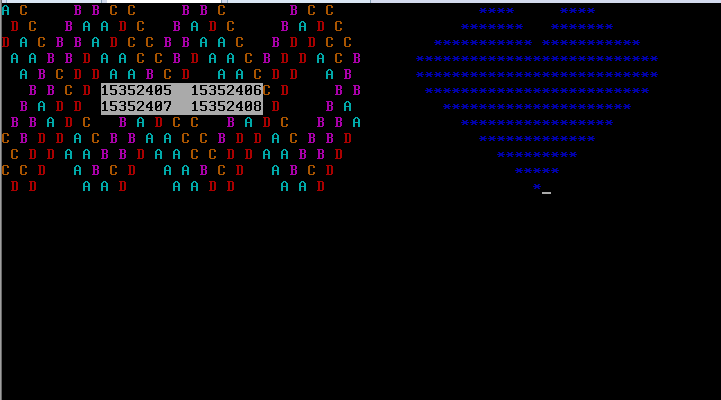 A C B B C C B B C B C C **** ****
D C B A A D C B A D C B A D C ******* *******
D A C B B A D C C B B A A C B D D C C *********** ***********
A A B B D A A C C B D A A C B D D A C B ***************************
A B C D D A A B C D A A C D D A B ***************************
B B C D 15352405 15352406 C D B B *************************
B A D D 15352407 15352408 D B A *********************
B B A D C B A D C B A D C B B A *****************
C B D D A C B B A A C C B D D A C B B D *************
C D D A A B B D A A C C D D A A B B D *********
C C D A B C D A A B C D A B C D *****
D D A A D A A D D A A D *